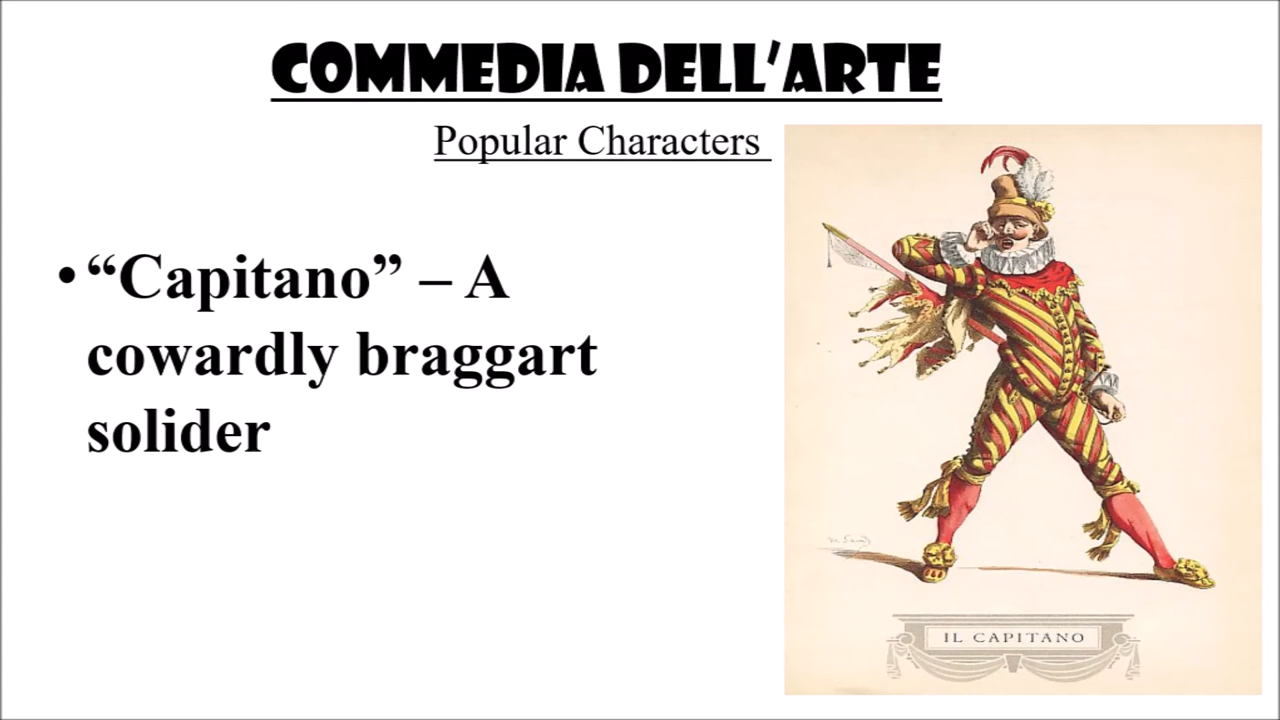 COMMEDIA DELL'ARTE
Popular Characters
• “Capitano” – A
cowardly braggart
solider
IL CAPITANO